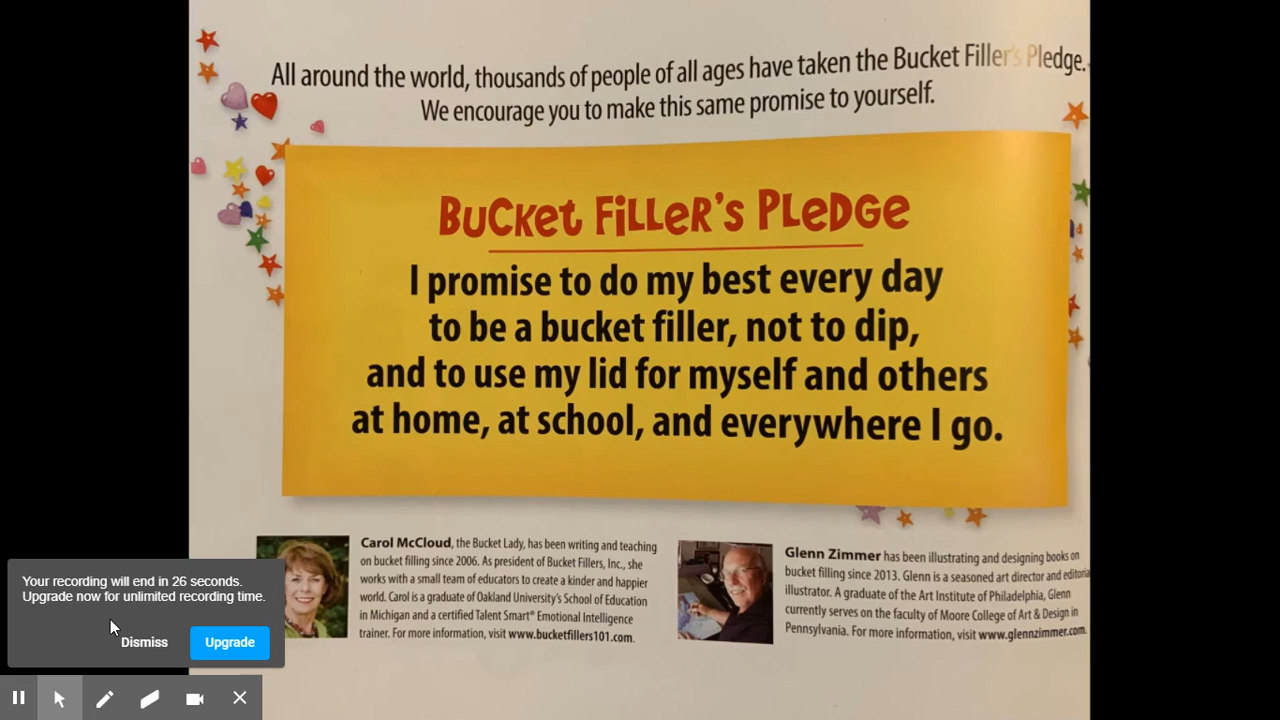 All around the world, thousands of people of all ages have taken the Bucket Filler's Pledge.
We encourage you to make this same promise to yourself.
Bucket Filler's Pledge
I promise to do my best every day
to be a bucket filler, not to dip,
and to use my lid for myself and others
at home, at school, and everywhere I go.
Carol McCloud, the Bucket Lady, has been writing and teaching
on bucket filling since 2006. As president of Bucket Fillers, Inc., she
works with a small team of educators to create a kinder and happier
world. Carol is a graduate of Oakland University's School of Education
in Michigan and a certified Talent Smart® Emotional Intelligence
trainer. For more information, visit www.bucketfillers101.com.
Glenn Zimmer has been illustrating and designing books on
bucket filling since 2013. Glenn is a seasoned art director and editoria
illustrator. A graduate of the Art Institute of Philadelphia, Glenn
currently serves on the faculty of Moore College of Art & Design in
Pennsylvania. For more information, visit www.glennzimmer.com.
Your recording will end in 26 seconds.
Upgrade now for unlimited recording time.
Dismiss Upgrade